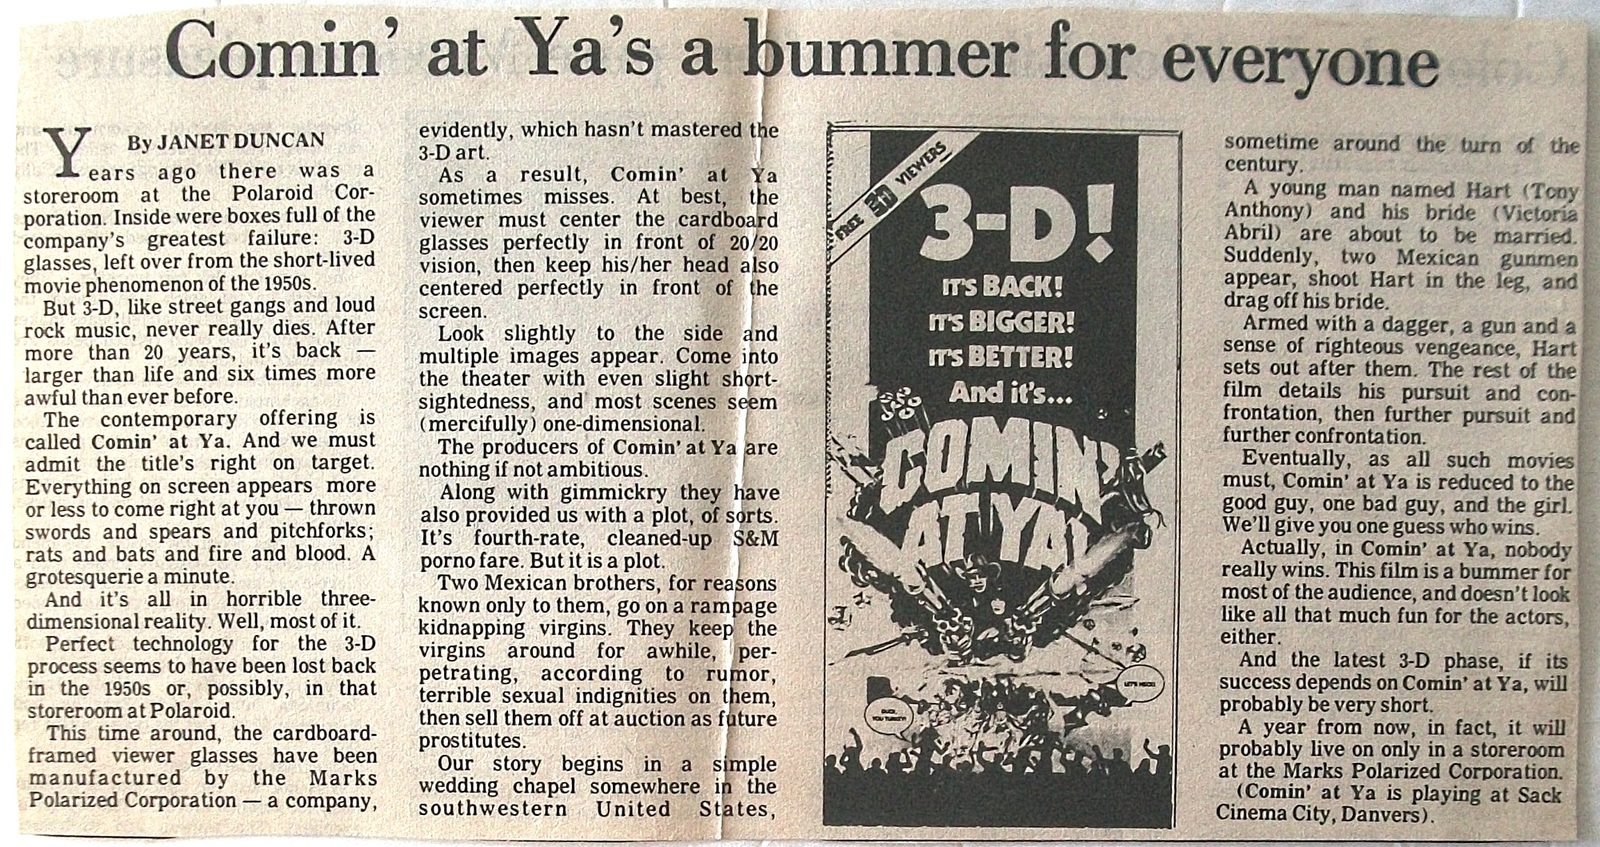 Comin' at Ya's a bummer for everyone
By JANET DUNCAN
Years ago there was a
storeroom at the Polaroid Cor-
poration. Inside were boxes full of the
company's greatest failure: 3-D
glasses, left over from the short-lived
movie phenomenon of the 1950s.
But 3-D, like street gangs and loud
rock music, never really dies. After
more than 20 years, it's back —
larger than life and six times more
awful than ever before.
The contemporary offering is
called Comin' at Ya. And we must
admit the title's right on target.
Everything on screen appears more
or less to come right at you — thrown
swords and spears and pitchforks;
rats and bats and fire and blood. A
grotesquerie a minute.
And it's all in horrible three-
dimensional reality. Well, most of it.
Perfect technology for the 3-D
process seems to have been lost back
in the 1950s or, possibly, in that
storeroom at Polaroid.
This time around, the cardboard-
framed viewer glasses have been
manufactured by the Marks
Polarized Corporation — a company,
evidently, which hasn't mastered the
3-D art.
As a result, Comin' at Ya
sometimes misses. At best, the
viewer must center the cardboard
glasses perfectly in front of 20/20
vision, then keep his/her head also
centered perfectly in front of the
screen.
Look slightly to the side and
multiple images appear. Come into
the theater with even slight short-
sightedness, and most scenes seem
(mercifully) one-dimensional.
The producers of Comin' at Ya are
nothing if not ambitious.
Along with gimmickry they have
also provided us with a plot, of sorts.
It's fourth-rate, cleaned-up S&M
porno fare. But it is a plot.
Two Mexican brothers, for reasons
known only to them, go on a rampage
kidnapping virgins. They keep the
virgins around for awhile, per-
petrating, according to rumor,
terrible sexual indignities on them,
then sell them off at auction as future
prostitutes.
Our story begins in a simple
wedding chapel somewhere in the
southwestern United States,
FREE 3-D VIEWERS
3-D!
IT'S BACK!
IT'S BIGGER!
IT'S BETTER!
And it's...
COMIN'
AT YA!
LET'S HIDE!
DUCK,
YOU TURKEY!
sometime around the turn of the
century.
A young man named Hart (Tony
Anthony) and his bride (Victoria
Abril) are about to be married.
Suddenly, two Mexican gunmen
appear, shoot Hart in the leg, and
drag off his bride.
Armed with a dagger, a gun and a
sense of righteous vengeance, Hart
sets out after them. The rest of the
film details his pursuit and con-
frontation, then further pursuit and
further confrontation.
Eventually, as all such movies
must, Comin' at Ya is reduced to the
good guy, one bad guy, and the girl.
We'll give you one guess who wins.
Actually, in Comin' at Ya, nobody
really wins. This film is a bummer for
most of the audience, and doesn't look
like all that much fun for the actors,
either.
And the latest 3-D phase, if its
success depends on Comin' at Ya, will
probably be very short.
A year from now, in fact, it will
probably live on only in a storeroom
at the Marks Polarized Corporation.
(Comin' at Ya is playing at Sack
Cinema City, Danvers).